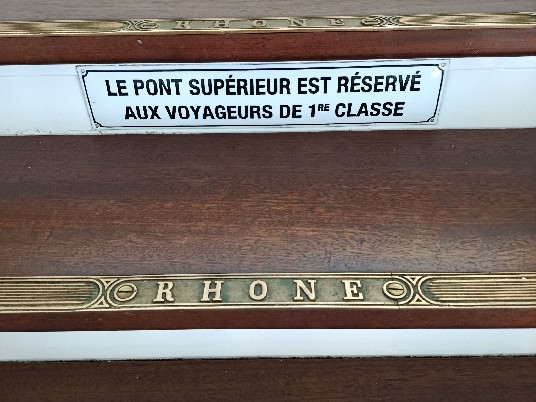 RHONE
LE PONT SUPÉRIEUR EST RÉSERVÉ
AUX VOYAGEURS DE 1RE CLASSE
RHONE